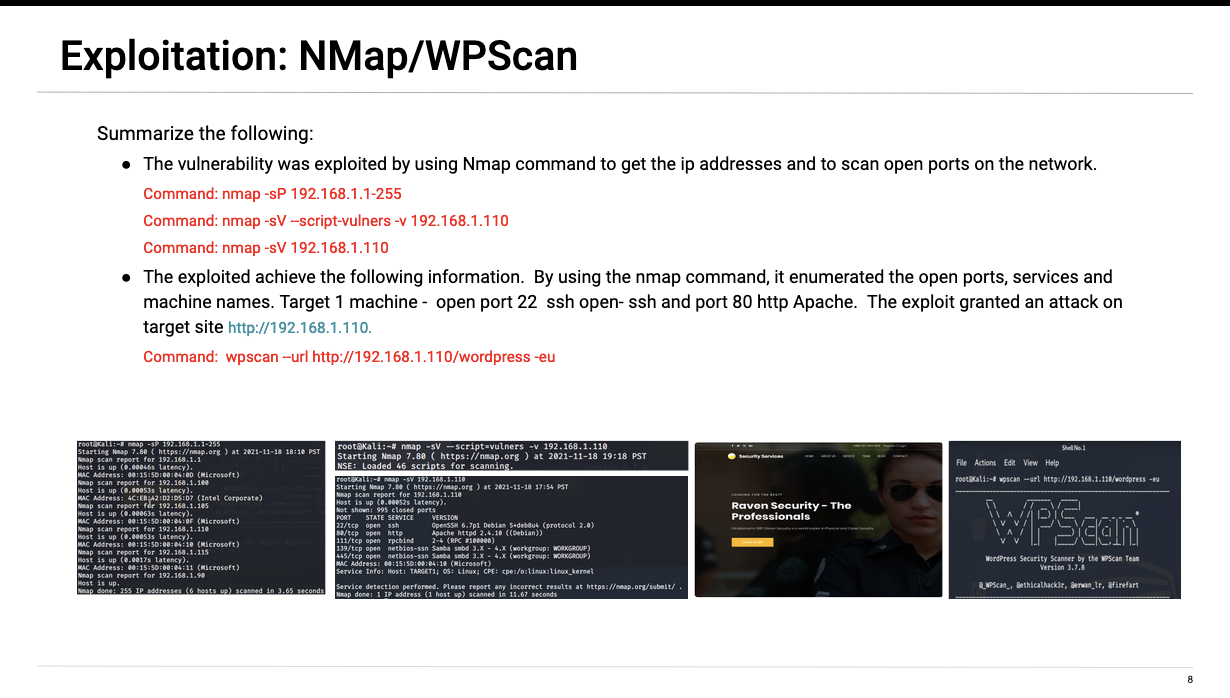 Exploitation: NMap/WPScan
Summarize the following:
● The vulnerability was exploited by using Nmap command to get the ip addresses and to scan open ports on the network.
Command: nmap -sP 192.168.1.1-255
Command: nmap -sV --script-vulners -v 192.168.1.110
Command: nmap -sV 192.168.1.110
● The exploited achieve the following information.  By using the nmap command, it enumerated the open ports, services and
machine names. Target 1 machine -  open port 22  ssh open- ssh and port 80 http Apache.  The exploit granted an attack on
target site http://192.168.1.110.
Command:  wpscan --url http://192.168.1.110/wordpress -eu
root@Kali:~# nmap -sP 192.168.1.1-255
Starting Nmap 7.80 ( https://nmap.org ) at 2021-11-18 18:10 PST
Nmap scan report for 192.168.1.1
Host is up (0.00046s latency).
MAC Address: 00:15:5D:00:04:0D (Microsoft)
Nmap scan report for 192.168.1.100
Host is up (0.00053s latency).
MAC Address: 4C:EB:42:D2:D5:D7 (Intel Corporate)
Nmap scan report for 192.168.1.105
Host is up (0.00063s latency).
MAC Address: 00:15:5D:00:04:0F (Microsoft)
Nmap scan report for 192.168.1.110
Host is up (0.00053s latency).
MAC Address: 00:15:5D:00:04:10 (Microsoft)
Nmap scan report for 192.168.1.115
Host is up (0.0017s latency).
MAC Address: 00:15:5D:00:04:11 (Microsoft)
Nmap scan report for 192.168.1.90
Host is up.
Nmap done: 255 IP addresses (6 hosts up) scanned in 3.65 seconds
root@Kali:~# nmap -sV --script=vulners -v 192.168.1.110
Starting Nmap 7.80 ( https://nmap.org ) at 2021-11-18 19:18 PST
NSE: Loaded 46 scripts for scanning.
root@Kali:~# nmap -sV 192.168.1.110
Starting Nmap 7.80 ( https://nmap.org ) at 2021-11-18 17:54 PST
Nmap scan report for 192.168.1.110
Host is up (0.00052s latency).
Not shown: 995 closed ports
PORT    STATE SERVICE     VERSION
22/tcp  open  ssh         OpenSSH 6.7p1 Debian 5+deb8u4 (protocol 2.0)
80/tcp  open  http        Apache httpd 2.4.10 ((Debian))
111/tcp open  rpcbind     2-4 (RPC #100000)
139/tcp open  netbios-ssn Samba smbd 3.X - 4.X (workgroup: WORKGROUP)
445/tcp open  netbios-ssn Samba smbd 3.X - 4.X (workgroup: WORKGROUP)
MAC Address: 00:15:5D:00:04:10 (Microsoft)
Service Info: Host: TARGET1; OS: Linux; CPE: cpe:/o:linux:linux_kernel
Service detection performed. Please report any incorrect results at https://nmap.org/submit/ .
Nmap done: 1 IP address (1 host up) scanned in 11.67 seconds
Security Services
HOME ABOUT US SERVICE TEAM BLOG CONTACT
LOOKING FOR THE BEST?
Raven Security - The
Professionals
Shell No.1
File Actions Edit View Help
root@Kali:~# wpscan --url http://192.168.1.110/wordpress -eu
WPScan
WordPress Security Scanner by the WPScan Team
Version 3.7.8
@_WPScan_, @ethicalhack3r, @erwan_lr, @firefart
8